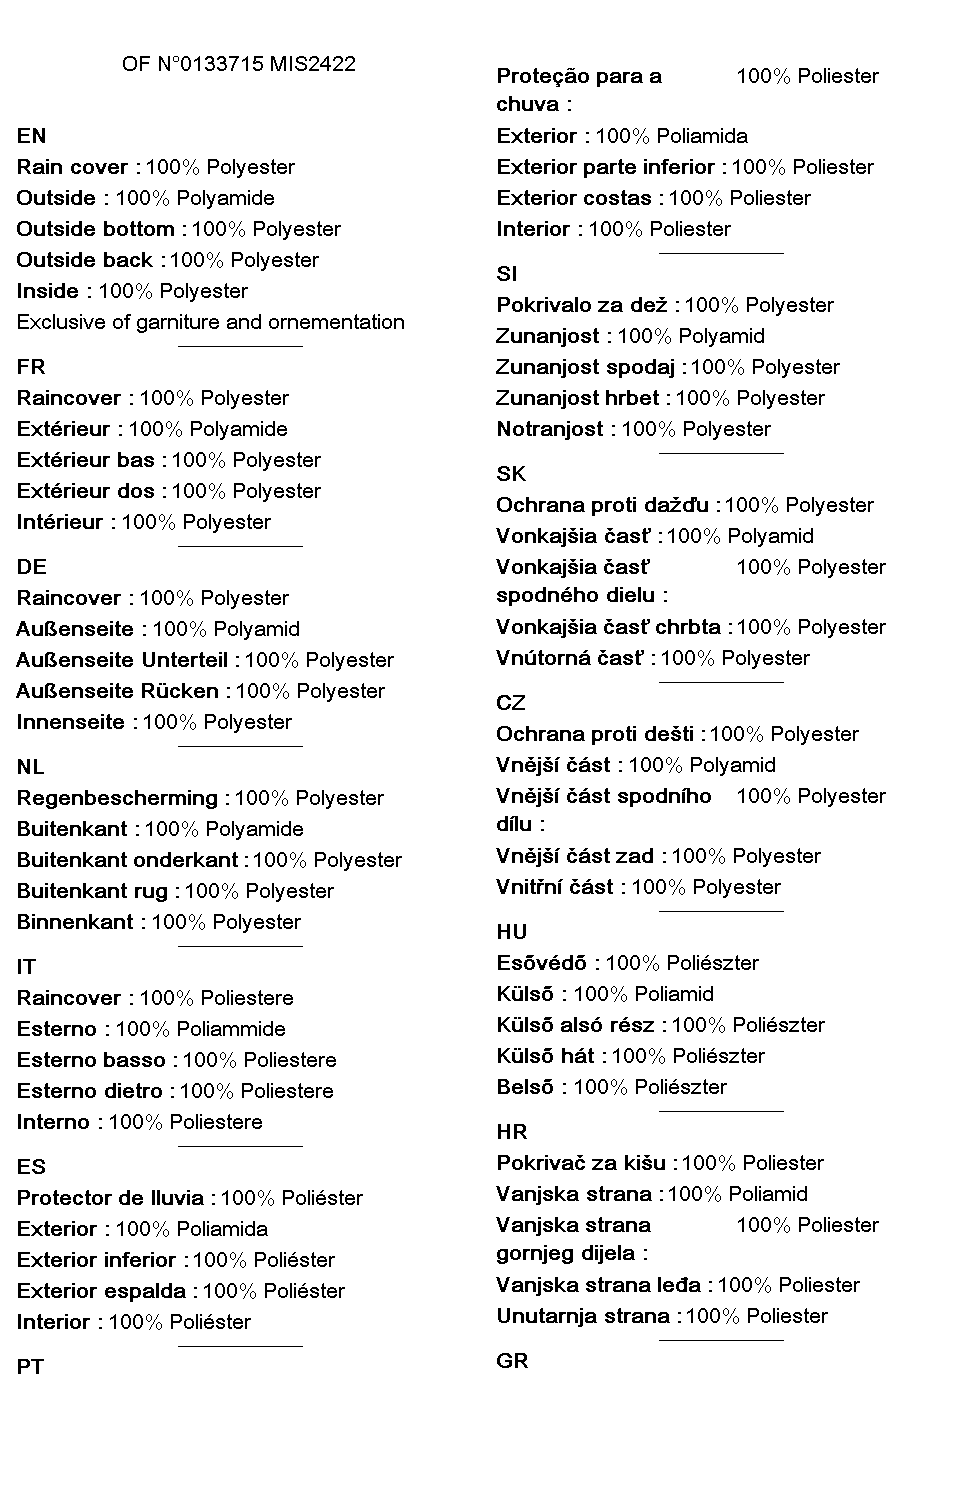 OF N°0133715 MIS2422
EN
Rain cover : 100% Polyester
Outside : 100% Polyamide
Outside bottom : 100% Polyester
Outside back : 100% Polyester
Inside : 100% Polyester
Exclusive of garniture and ornementation
FR
Raincover : 100% Polyester
Extérieur : 100% Polyamide
Extérieur bas : 100% Polyester
Extérieur dos : 100% Polyester
Intérieur : 100% Polyester
DE
Raincover : 100% Polyester
Außenseite : 100% Polyamid
Außenseite Unterteil : 100% Polyester
Außenseite Rücken : 100% Polyester
Innenseite : 100% Polyester
NL
Regenbescherming : 100% Polyester
Buitenkant : 100% Polyamide
Buitenkant onderkant : 100% Polyester
Buitenkant rug : 100% Polyester
Binnenkant : 100% Polyester
IT
Raincover : 100% Poliestere
Esterno : 100% Poliammide
Esterno basso : 100% Poliestere
Esterno dietro : 100% Poliestere
Interno : 100% Poliestere
ES
Protector de lluvia : 100% Poliéster
Exterior : 100% Poliamida
Exterior inferior : 100% Poliéster
Exterior espalda : 100% Poliéster
Interior : 100% Poliéster
PT
Proteção para a 100% Poliester
chuva :
Exterior : 100% Poliamida
Exterior parte inferior : 100% Poliester
Exterior costas : 100% Poliester
Interior : 100% Poliester
SI
Pokrivalo za dež : 100% Polyester
Zunanjost : 100% Polyamid
Zunanjost spodaj : 100% Polyester
Zunanjost hrbet : 100% Polyester
Notranjost : 100% Polyester
SK
Ochrana proti dažďu : 100% Polyester
Vonkajšia časť : 100% Polyamid
Vonkajšia časť 100% Polyester
spodného dielu :
Vonkajšia časť chrbta : 100% Polyester
Vnútorná časť : 100% Polyester
CZ
Ochrana proti dešti : 100% Polyester
Vnější část : 100% Polyamid
Vnější část spodního 100% Polyester
dílu :
Vnější část zad : 100% Polyester
Vnitřní část : 100% Polyester
HU
Esõvédõ : 100% Poliészter
Külsõ : 100% Poliamid
Külsõ alsó rész : 100% Poliészter
Külsõ hát : 100% Poliészter
Belsõ : 100% Poliészter
HR
Pokrivač za kišu : 100% Poliester
Vanjska strana : 100% Poliamid
Vanjska strana 100% Poliester
gornjeg dijela :
Vanjska strana leđa : 100% Poliester
Unutarnja strana : 100% Poliester
GR